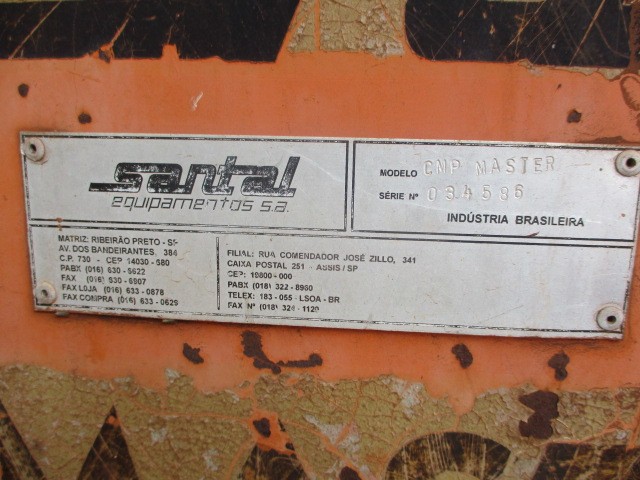 santal
equipamentos s.a.
MODELO CMP MASTER
SÉRIE Nº 034586
INDÚSTRIA BRASILEIRA
MATRIZ: RIBEIRÃO PRETO - SP
AV. DOS BANDEIRANTES, 384
C.P. 730 - CEP 14030-580
PABX (016) 630-5622
FAX (016) 630-6907
FAX LOJA (016) 633-0878
FAX COMPRA (016) 633-0629
FILIAL: RUA COMENDADOR JOSÉ ZILLO, 341
CAIXA POSTAL 251 - ASSIS / SP
CEP: 19800-000
PABX (018) 322-8960
TELEX: 183-055 - LSOA - BR
FAX Nº (018) 324-1120